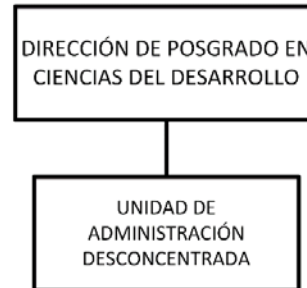 DIRECCIÓN DE POSGRADO EN
CIENCIAS DEL DESARROLLO
UNIDAD DE
ADMINISTRACIÓN
DESCONCENTRADA